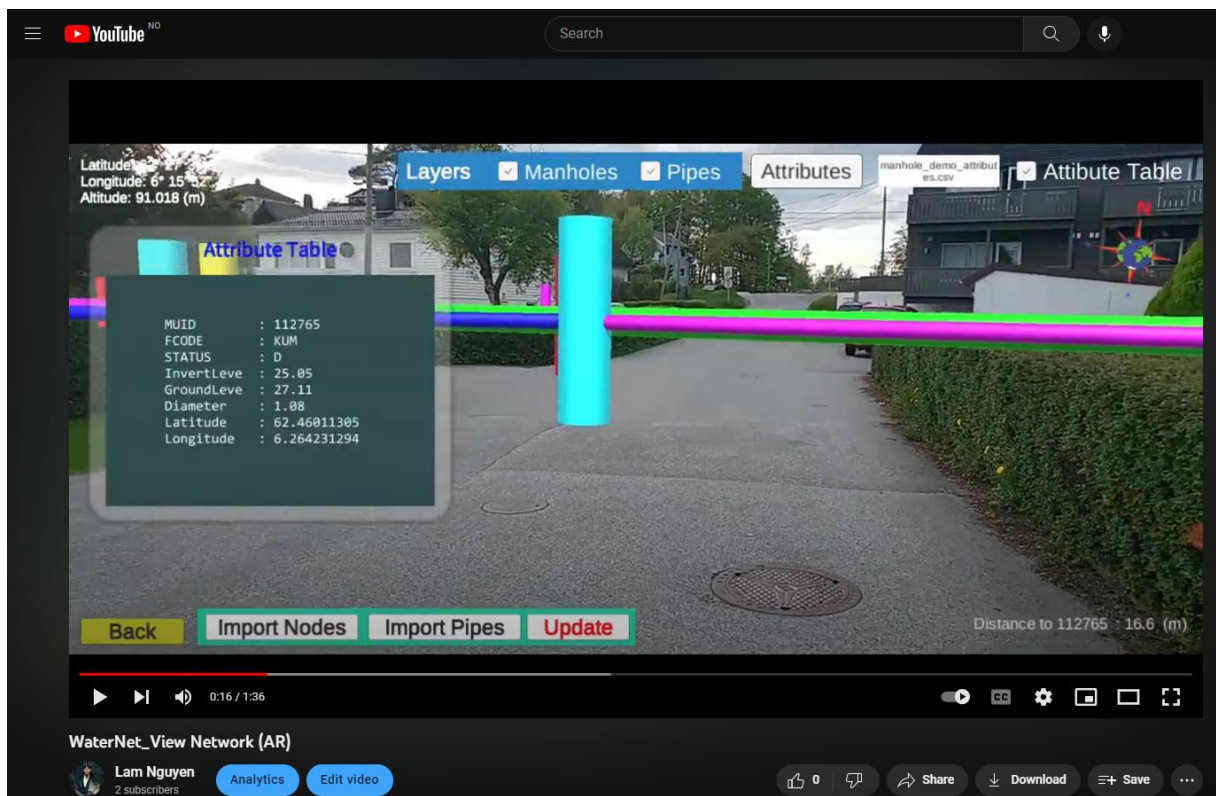 YouTube NO
Search
Latitude
Longitude: 6° 15'
Altitude: 91.018 (m)
Layers Manholes Pipes
Attributes
manhole_demo_attribut
es.csv
Attibute Table
N
Attribute Table
MUID : 112765
FCODE : KUM
STATUS : D
InvertLeve : 25.05
GroundLeve : 27.11
Diameter : 1.08
Latitude : 62.46011305
Longitude : 6.264231294
Back
Import Nodes
Import Pipes
Update
Distance to 112765 : 16.6 (m)
0:16 / 1:36
CC
WaterNet_View Network (AR)
Lam Nguyen
2 subscribers
Analytics
Edit video
0
Share
Download
Save